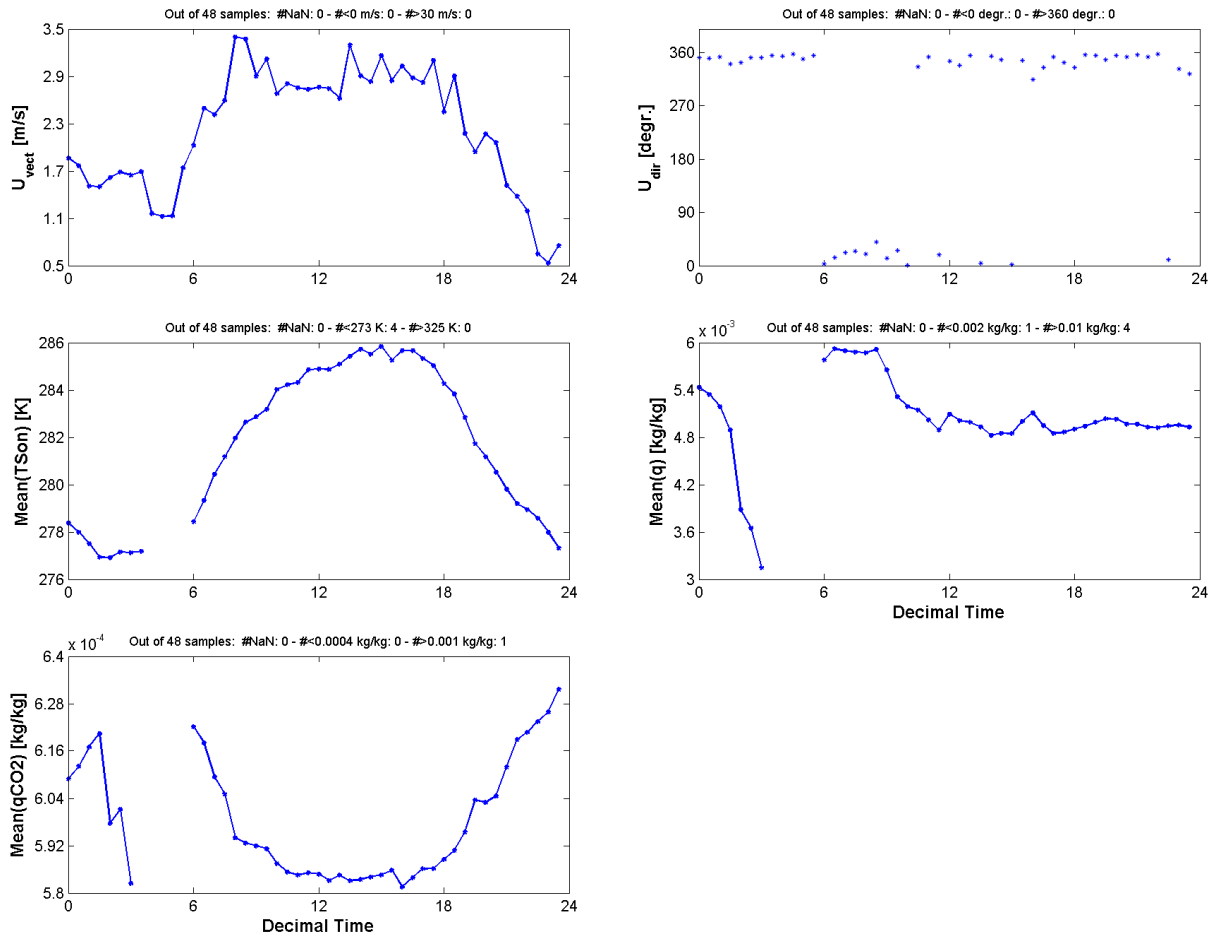 Out of 48 samples: #NaN: 0 - #<0 m/s: 0 - #>30 m/s: 0
3.5
2.9
2.3
1.7
1.1
0.5
U_vect [m/s]
0 6 12 18 24
Out of 48 samples: #NaN: 0 - #<0 degr.: 0 - #>360 degr.: 0
360
270
180
90
0
U_dir [degr.]
0 6 12 18 24
Out of 48 samples: #NaN: 0 - #<273 K: 4 - #>325 K: 0
286
284
282
280
278
276
Mean(TSon) [K]
0 6 12 18 24
Out of 48 samples: #NaN: 0 - #<0.002 kg/kg: 1 - #>0.01 kg/kg: 4
x 10^-3
6
5.4
4.8
4.2
3.6
3
Mean(q) [kg/kg]
0 6 12 18 24
Decimal Time
Out of 48 samples: #NaN: 0 - #<0.0004 kg/kg: 0 - #>0.001 kg/kg: 1
x 10^-4
6.4
6.28
6.16
6.04
5.92
5.8
Mean(qCO2) [kg/kg]
0 6 12 18 24
Decimal Time